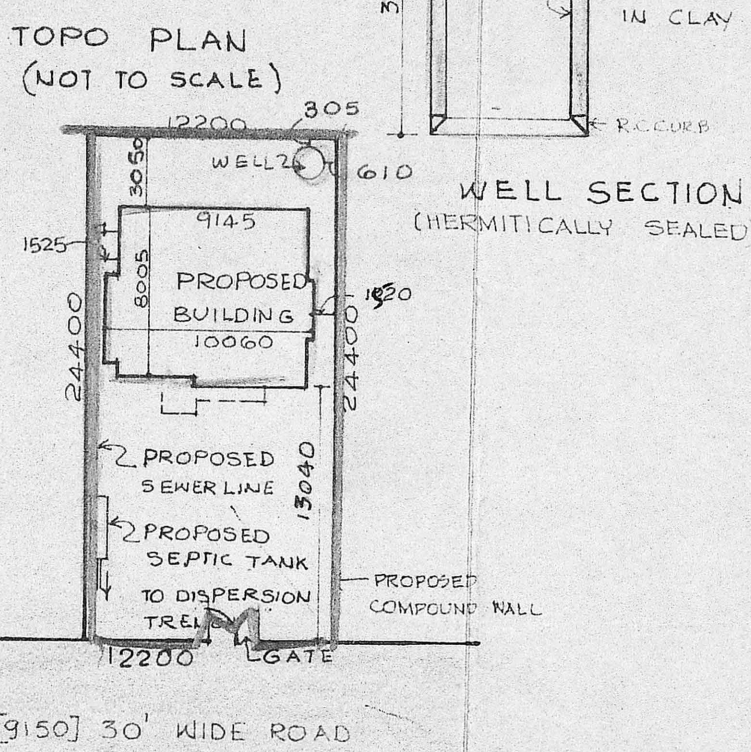 TOPO PLAN
(NOT TO SCALE)
305
12200
WELL
610
3050
9145
1525
8005
PROPOSED
BUILDING
10060
24400
24400
PROPOSED
SEWER LINE
13040
PROPOSED
SEPTIC TANK
TO DISPERSION
PROPOSED
COMPOUND WALL
12200
GATE
[9150] 30' WIDE ROAD
3
IN CLAY
R.C.CURB
WELL SECTION
(HERMITICALLY SEALED